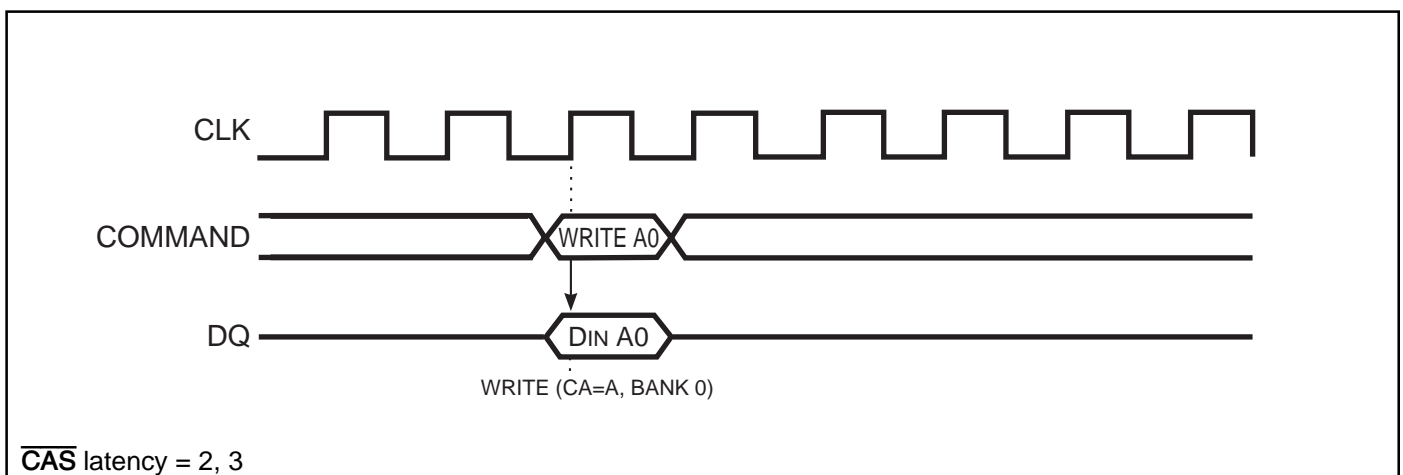 CLK
COMMAND
WRITE A0
DQ
DIN A0
WRITE (CA=A, BANK 0)
CAS latency = 2, 3